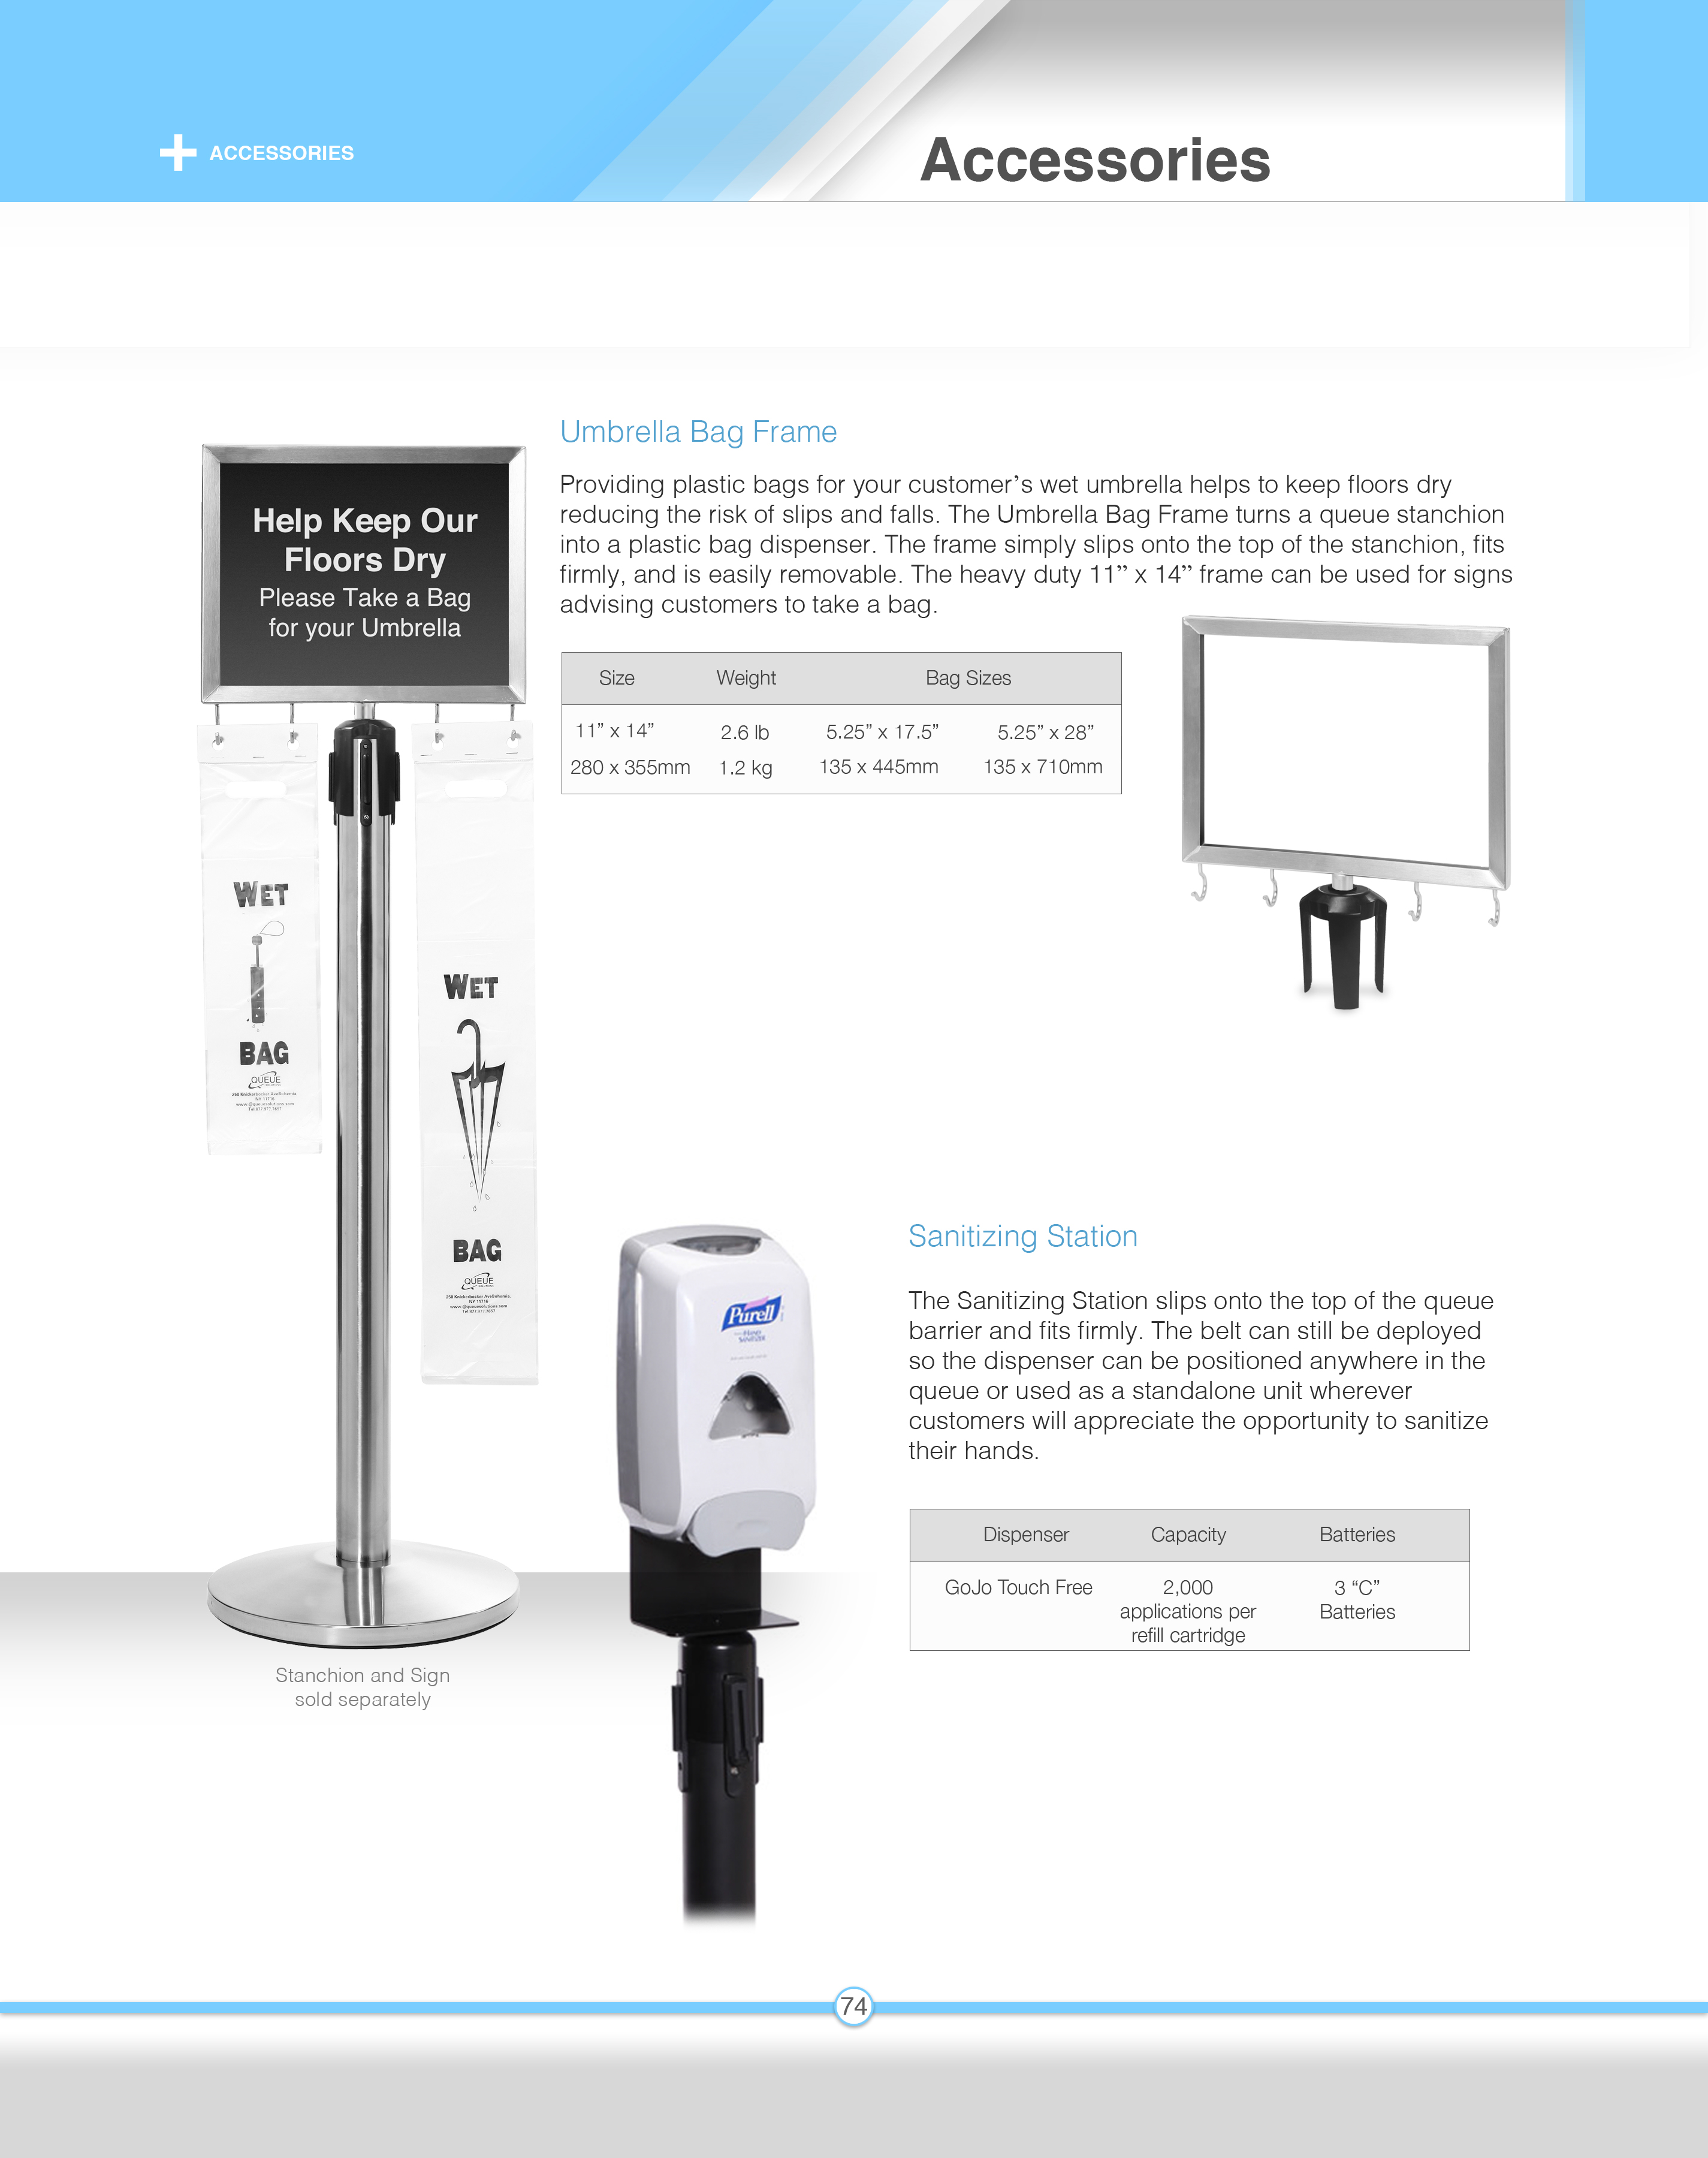 ACCESSORIES
Accessories
Umbrella Bag Frame
Providing plastic bags for your customer’s wet umbrella helps to keep floors dry
reducing the risk of slips and falls. The Umbrella Bag Frame turns a queue stanchion
into a plastic bag dispenser. The frame simply slips onto the top of the stanchion, fits
firmly, and is easily removable. The heavy duty 11” x 14” frame can be used for signs
advising customers to take a bag.
Help Keep Our
Floors Dry
Please Take a Bag
for your Umbrella
Size Weight Bag Sizes
11” x 14” 2.6 lb 5.25” x 17.5” 5.25” x 28”
280 x 355mm 1.2 kg 135 x 445mm 135 x 710mm
WET
BAG
QUEUE
WET
BAG
QUEUE
Stanchion and Sign
sold separately
Purell
HAND
SANITIZER
Sanitizing Station
The Sanitizing Station slips onto the top of the queue
barrier and fits firmly. The belt can still be deployed
so the dispenser can be positioned anywhere in the
queue or used as a standalone unit wherever
customers will appreciate the opportunity to sanitize
their hands.
Dispenser Capacity Batteries
GoJo Touch Free 2,000 3 “C”
applications per Batteries
refill cartridge
74